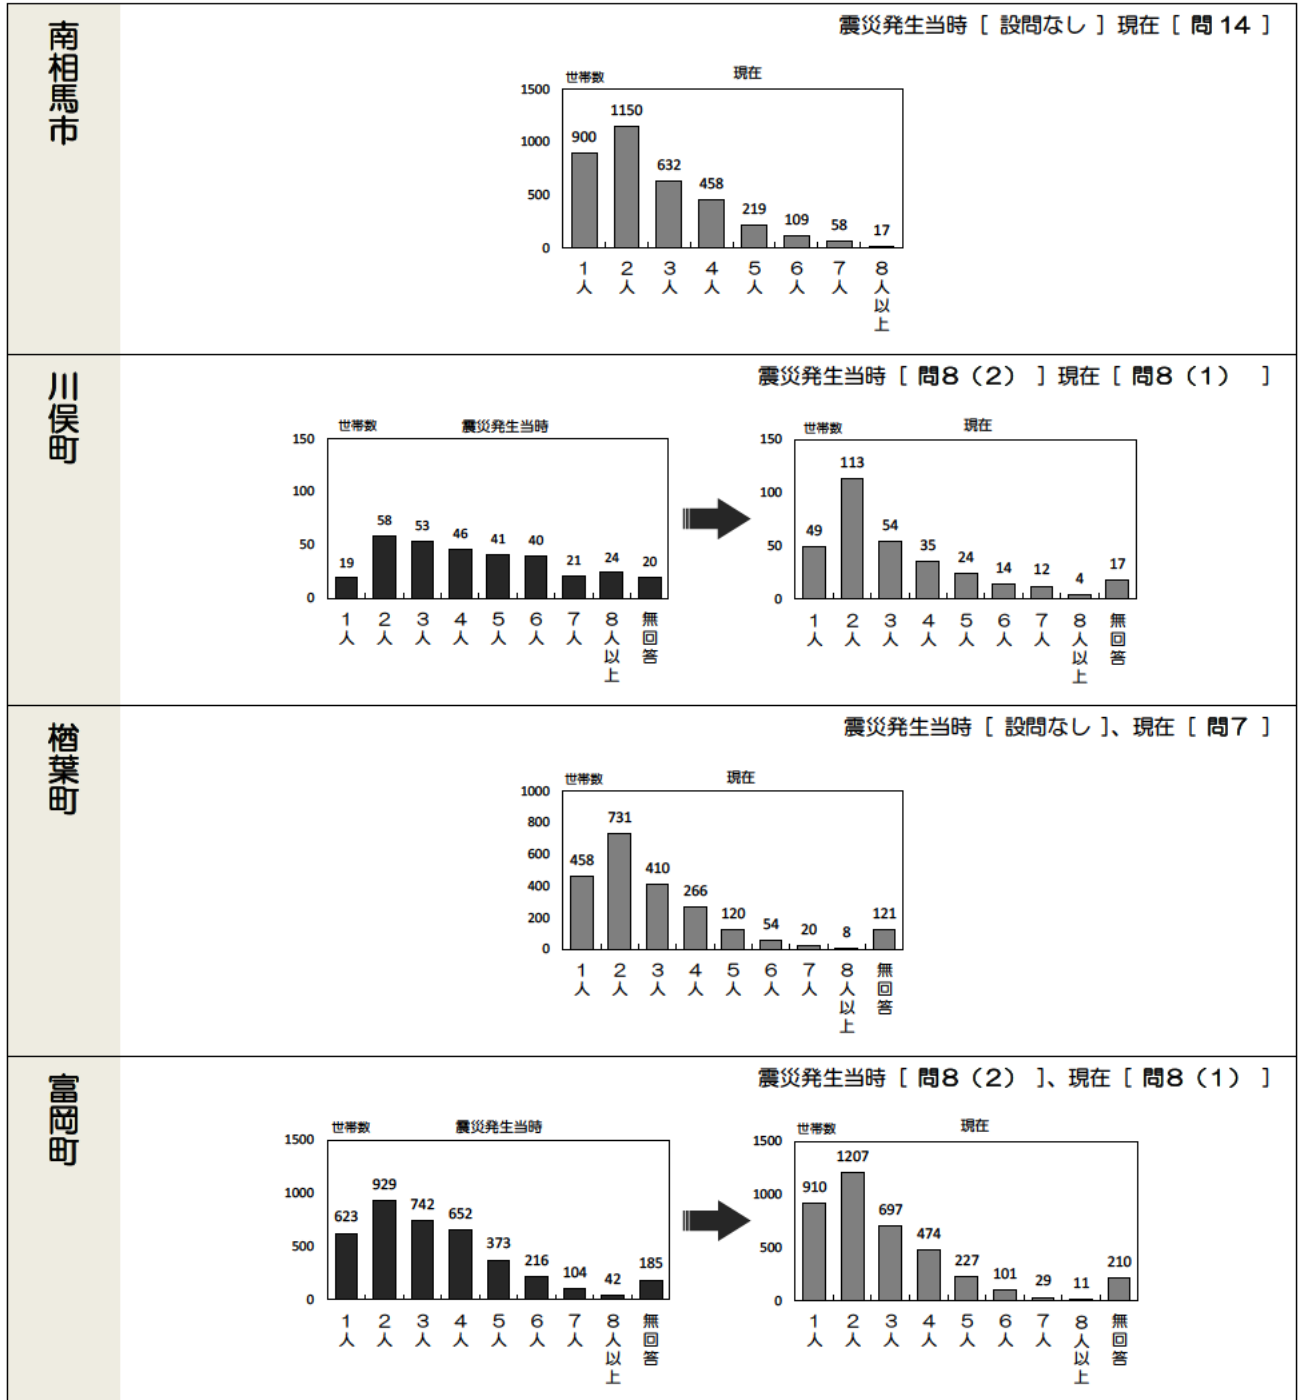 南相馬市
震災発生当時 [ 設問なし ] 現在 [ 問 14 ]
世帯数 現在
1500
1000
500
0
900 1150 632 458 219 109 58 17
1人 2人 3人 4人 5人 6人 7人 8人以上
川俣町
震災発生当時 [ 問8（2） ] 現在 [ 問8（1） ]
世帯数 震災発生当時
150
100
50
0
19 58 53 46 41 40 21 24 20
1人 2人 3人 4人 5人 6人 7人 8人以上 無回答
世帯数 現在
150
100
50
0
49 113 54 35 24 14 12 4 17
1人 2人 3人 4人 5人 6人 7人 8人以上 無回答
楢葉町
震災発生当時 [ 設問なし ]、現在 [ 問7 ]
世帯数 現在
1000
800
600
400
200
0
458 731 410 266 120 54 20 8 121
1人 2人 3人 4人 5人 6人 7人 8人以上 無回答
富岡町
震災発生当時 [ 問8（2） ]、現在 [ 問8（1） ]
世帯数 震災発生当時
1500
1000
500
0
623 929 742 652 373 216 104 42 185
1人 2人 3人 4人 5人 6人 7人 8人以上 無回答
世帯数 現在
1500
1000
500
0
910 1207 697 474 227 101 29 11 210
1人 2人 3人 4人 5人 6人 7人 8人以上 無回答